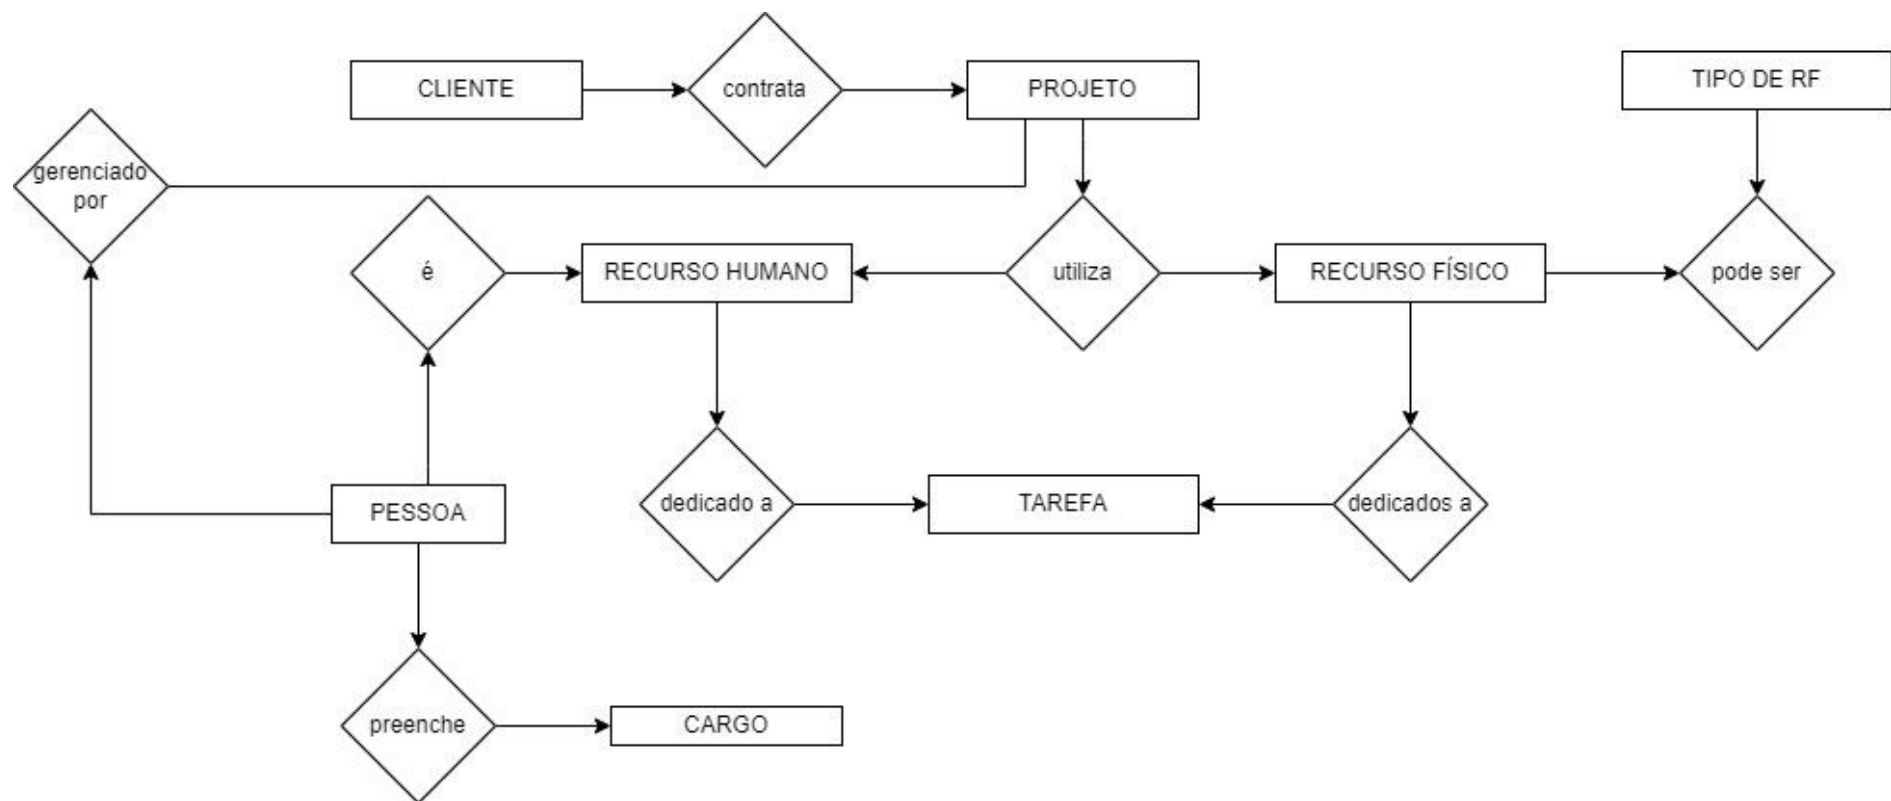 CLIENTE
contrata
PROJETO
TIPO DE RF
gerenciado
por
é
RECURSO HUMANO
utiliza
RECURSO FÍSICO
pode ser
PESSOA
dedicado a
TAREFA
dedicados a
preenche
CARGO